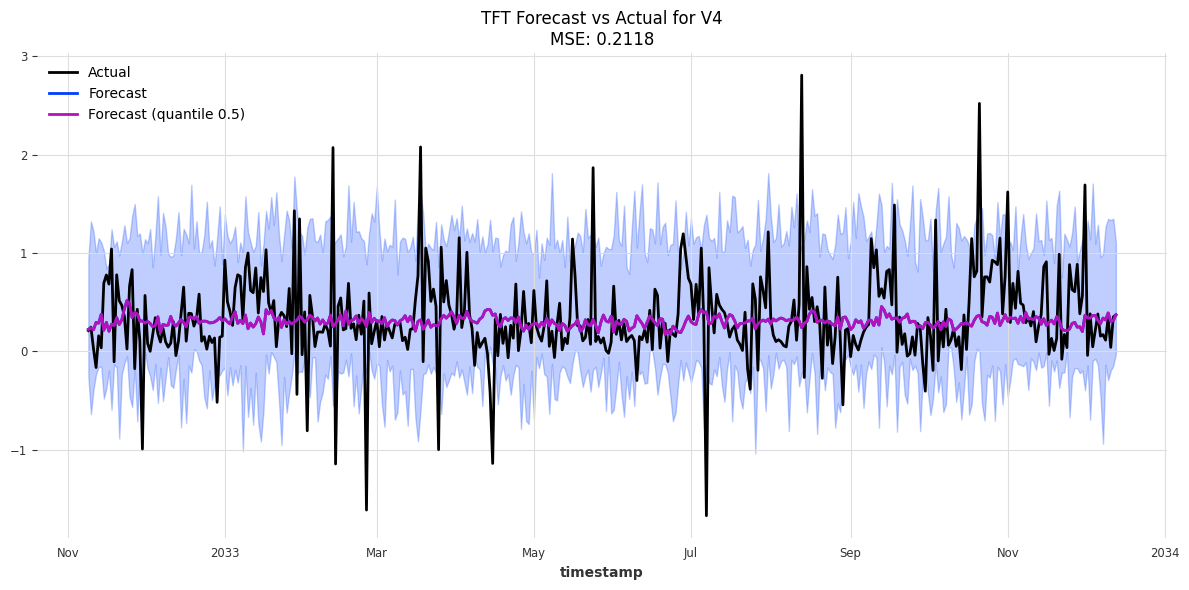 TFT Forecast vs Actual for V4
MSE: 0.2118
Actual
Forecast
Forecast (quantile 0.5)
3
2
1
0
−1
Nov
2033
Mar
May
Jul
Sep
Nov
2034
timestamp